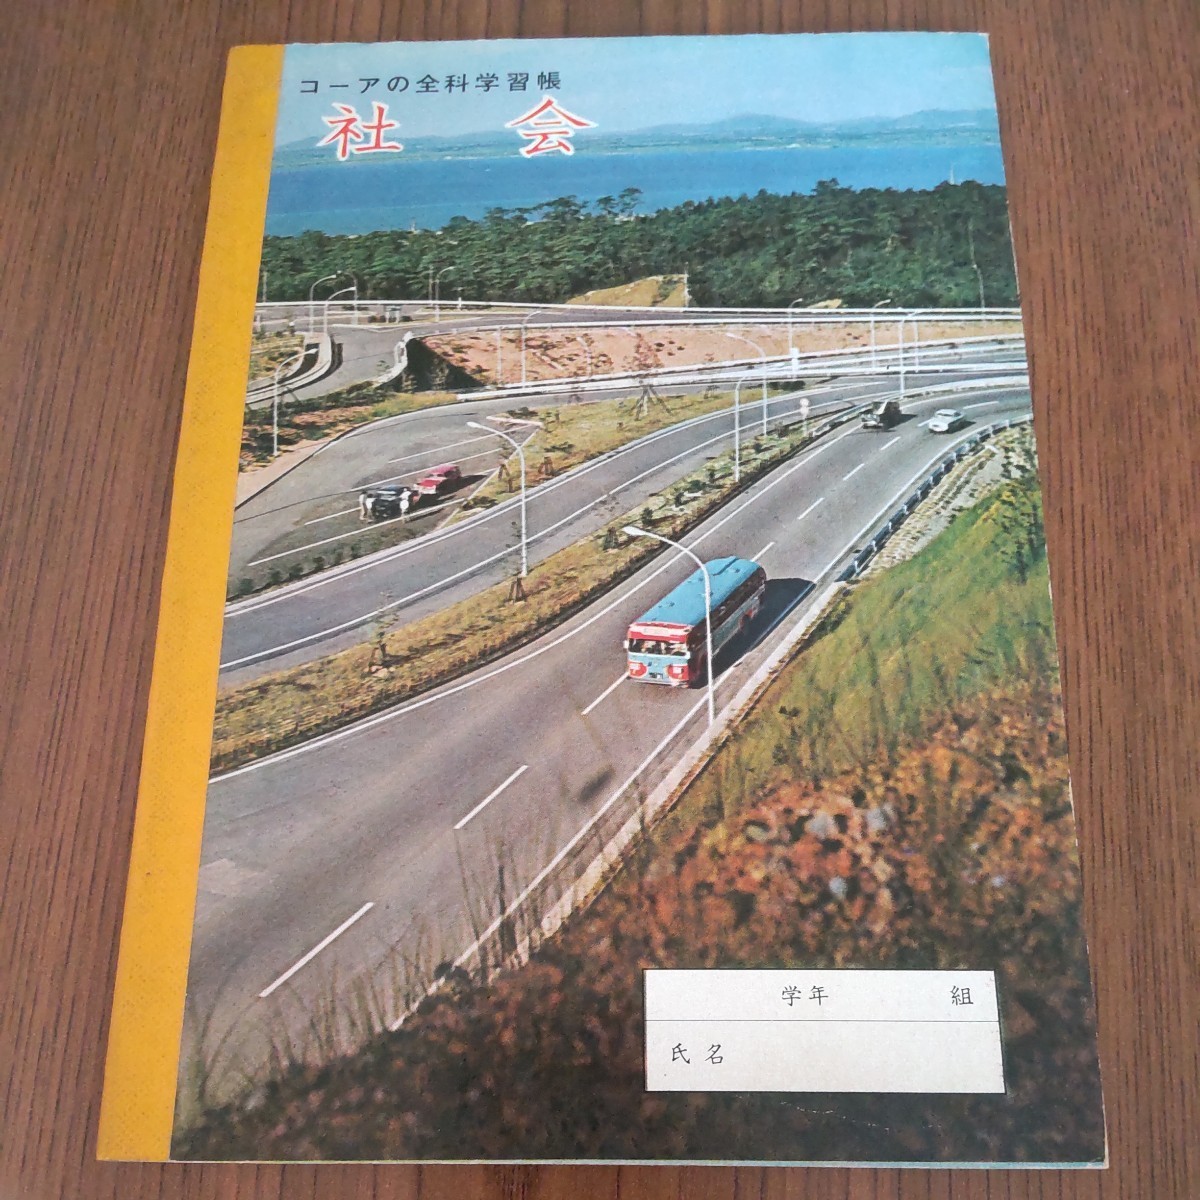 コーアの全科学習帳
社会
学年 組
氏名